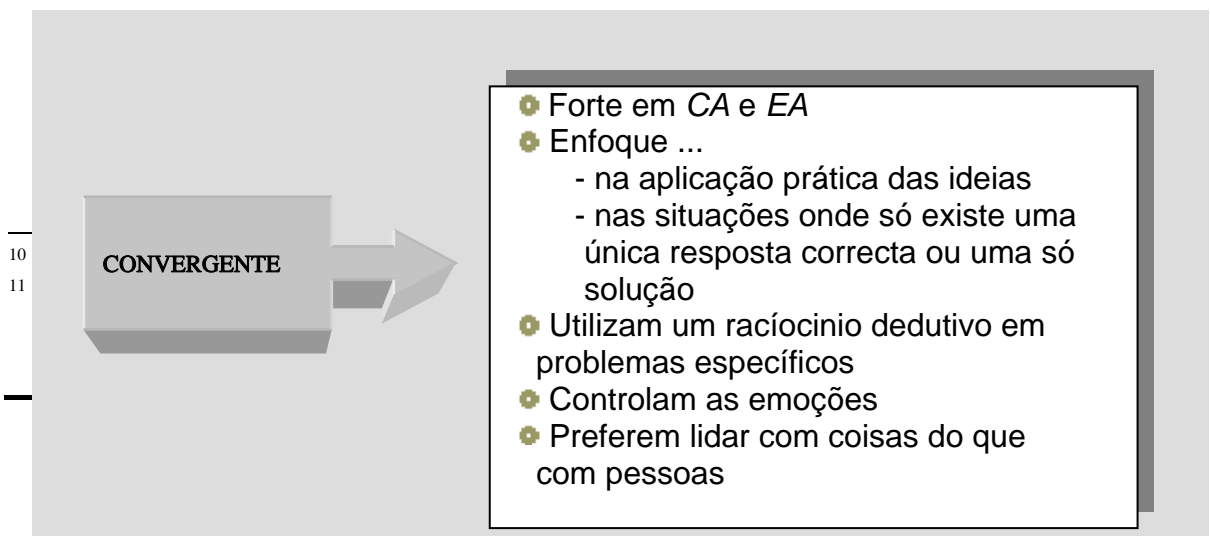 10
11
CONVERGENTE
Forte em CA e EA
Enfoque ...
- na aplicação prática das ideias
- nas situações onde só existe uma
única resposta correcta ou uma só
solução
Utilizam um racíocinio dedutivo em
problemas específicos
Controlam as emoções
Preferem lidar com coisas do que
com pessoas